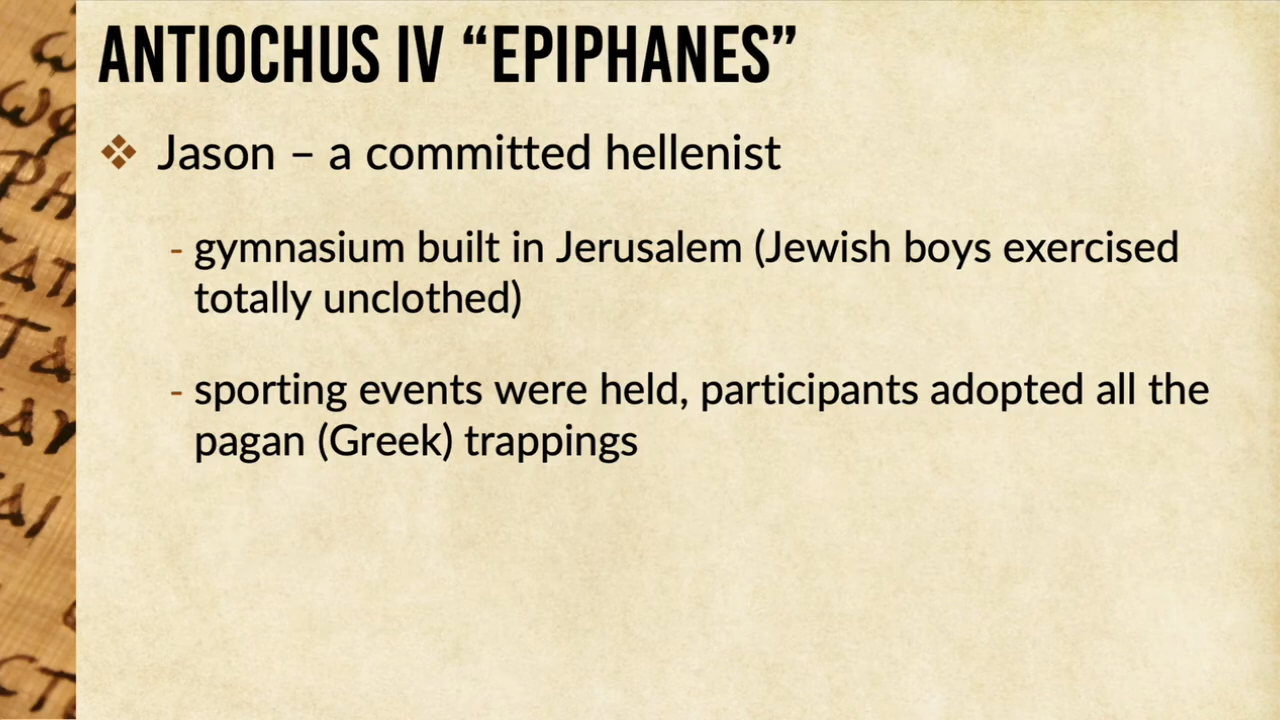 ANTIOCHUS IV “EPIPHANES”
❖ Jason – a committed hellenist
- gymnasium built in Jerusalem (Jewish boys exercised
totally unclothed)
- sporting events were held, participants adopted all the
pagan (Greek) trappings